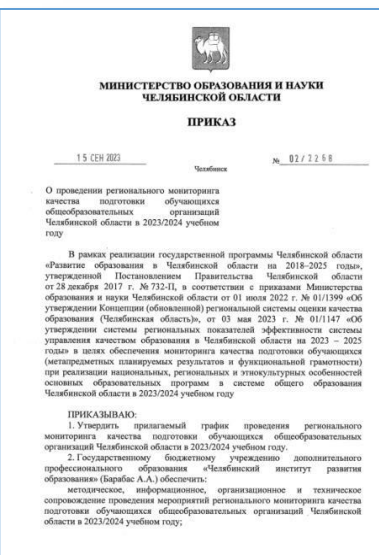 МИНИСТЕРСТВО ОБРАЗОВАНИЯ И НАУКИ
ЧЕЛЯБИНСКОЙ ОБЛАСТИ
ПРИКАЗ
15 СЕН 2023 № 02/2268
Челябинск
О проведении регионального мониторинга
качества подготовки обучающихся
общеобразовательных организаций
Челябинской области в 2023/2024 учебном
году
В рамках реализации государственной программы Челябинской области
«Развитие образования в Челябинской области на 2018–2025 годы»,
утвержденной Постановлением Правительства Челябинской области
от 28 декабря 2017 г. № 732-П, в соответствии с приказами Министерства
образования и науки Челябинской области от 01 июля 2022 г. № 01/1399 «Об
утверждении Концепции (обновленной) региональной системы оценки качества
образования (Челябинская область)», от 03 мая 2023 г. № 01/1147 «Об
утверждении системы региональных показателей эффективности системы
управления качеством образования в Челябинской области на 2023 – 2025
годы» в целях обеспечения мониторинга качества подготовки обучающихся
(метапредметных планируемых результатов и функциональной грамотности)
при реализации национальных, региональных и этнокультурных особенностей
основных образовательных программ в системе общего образования
Челябинской области в 2023/2024 учебном году
ПРИКАЗЫВАЮ:
1. Утвердить прилагаемый график проведения регионального
мониторинга качества подготовки обучающихся общеобразовательных
организаций Челябинской области в 2023/2024 учебном году.
2. Государственному бюджетному учреждению дополнительного
профессионального образования «Челябинский институт развития
образования» (Барабас А.А.) обеспечить:
методическое, информационное, организационное и техническое
сопровождение проведения мероприятий регионального мониторинга качества
подготовки обучающихся общеобразовательных организаций Челябинской
области в 2023/2024 учебном году;